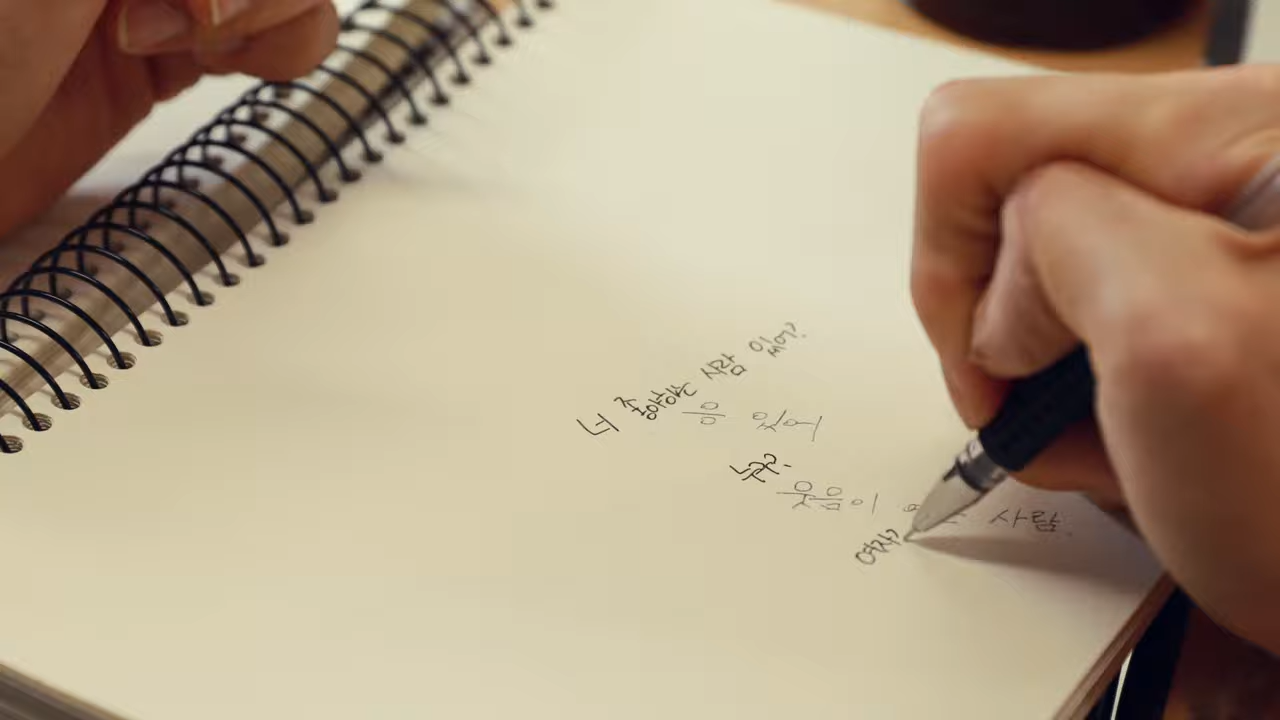 너 좋아하는 사람 있어?
응 있어
누구?
웃음이 사람.
여자?